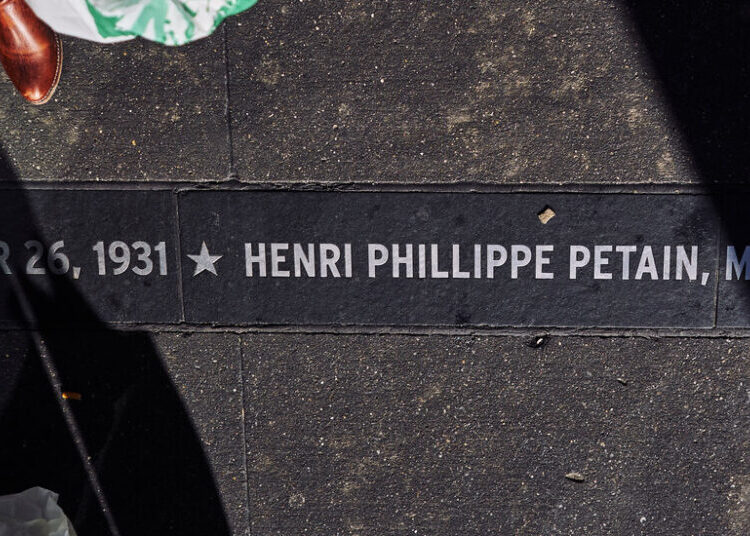 R 26, 1931 ★ HENRI PHILLIPPE PETAIN, M